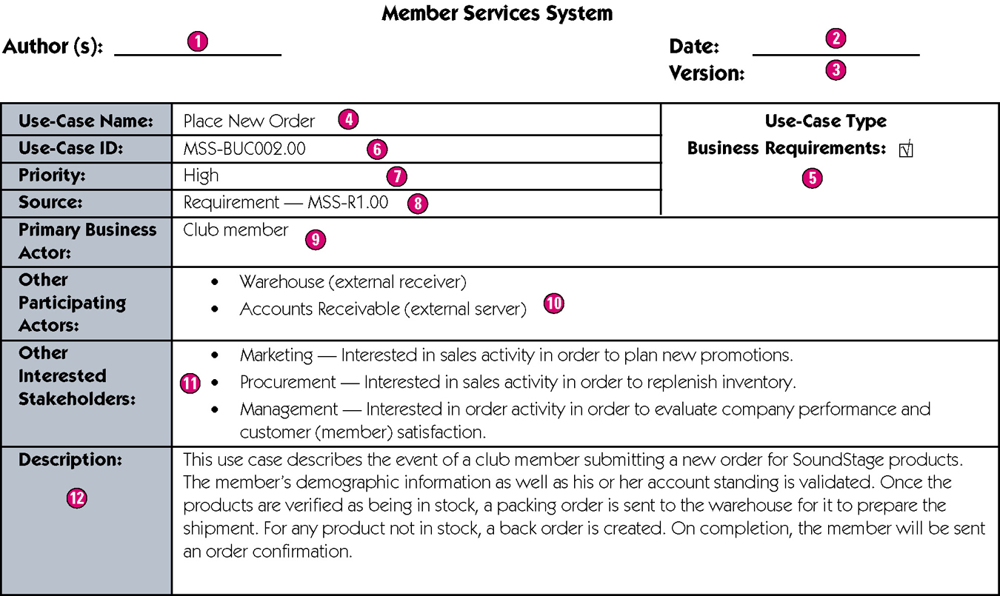 Member Services System
Author (s): 1
Date: 2
Version: 3
Use-Case Name: Place New Order 4
Use-Case Type
Use-Case ID: MSS-BUC002.00 6
Business Requirements: ☑
5
Priority: High 7
Source: Requirement — MSS-R1.00 8
Primary Business
Actor:
Club member 9
Other
Participating
Actors:
• Warehouse (external receiver)
• Accounts Receivable (external server) 10
Other
Interested
Stakeholders:
11
• Marketing — Interested in sales activity in order to plan new promotions.
• Procurement — Interested in sales activity in order to replenish inventory.
• Management — Interested in order activity in order to evaluate company performance and
customer (member) satisfaction.
Description:
12
This use case describes the event of a club member submitting a new order for SoundStage products.
The member’s demographic information as well as his or her account standing is validated. Once the
products are verified as being in stock, a packing order is sent to the warehouse for it to prepare the
shipment. For any product not in stock, a back order is created. On completion, the member will be sent
an order confirmation.